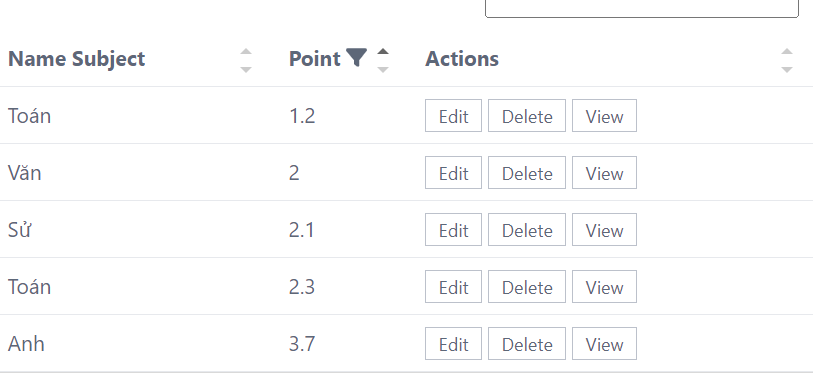 Name Subject Point Actions
Toán 1.2 Edit Delete View
Văn 2 Edit Delete View
Sử 2.1 Edit Delete View
Toán 2.3 Edit Delete View
Anh 3.7 Edit Delete View